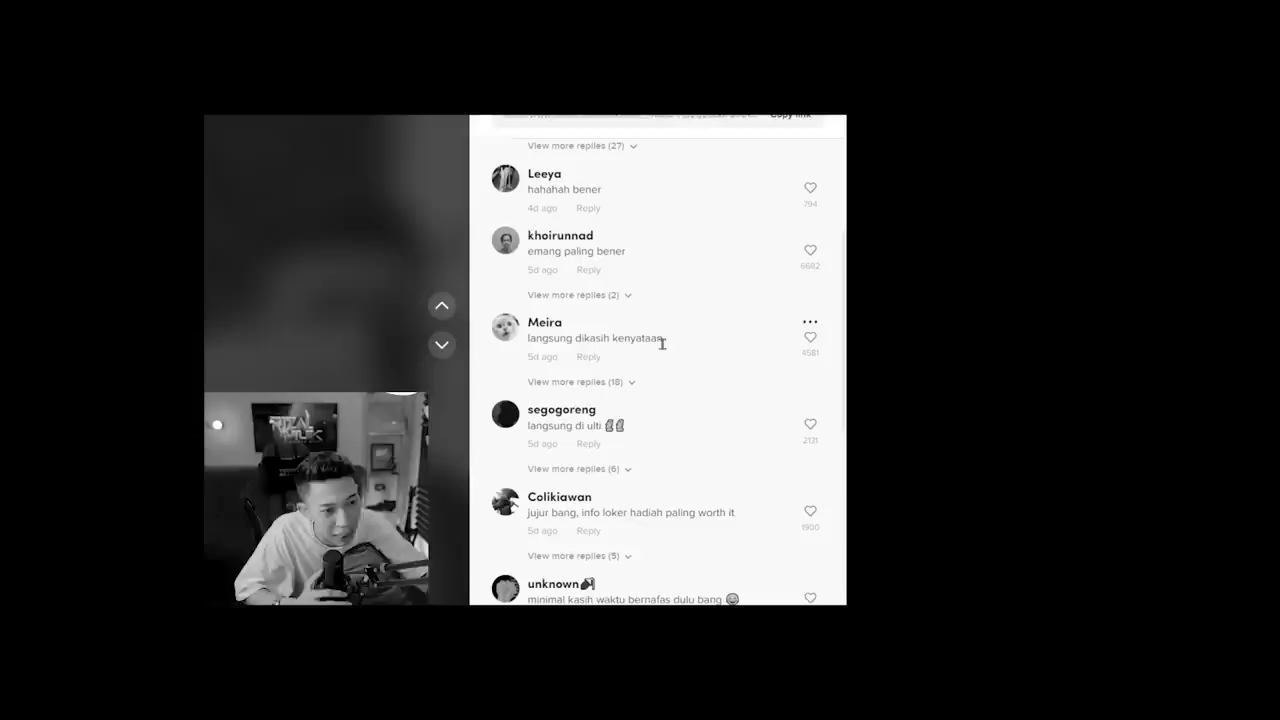 Copy link
View more replies (27)
Leeya
hahahah bener
4d ago Reply
794
khoirunnad
emang paling bener
5d ago Reply
6682
View more replies (2)
Meira
langsung dikasih kenyataan
5d ago Reply
4581
View more replies (18)
segogoreng
langsung di ulti
5d ago Reply
2131
View more replies (6)
Colikiawan
jujur bang, info loker hadiah paling worth it
5d ago Reply
1900
View more replies (5)
unknown
minimal kasih waktu bernafas dulu bang